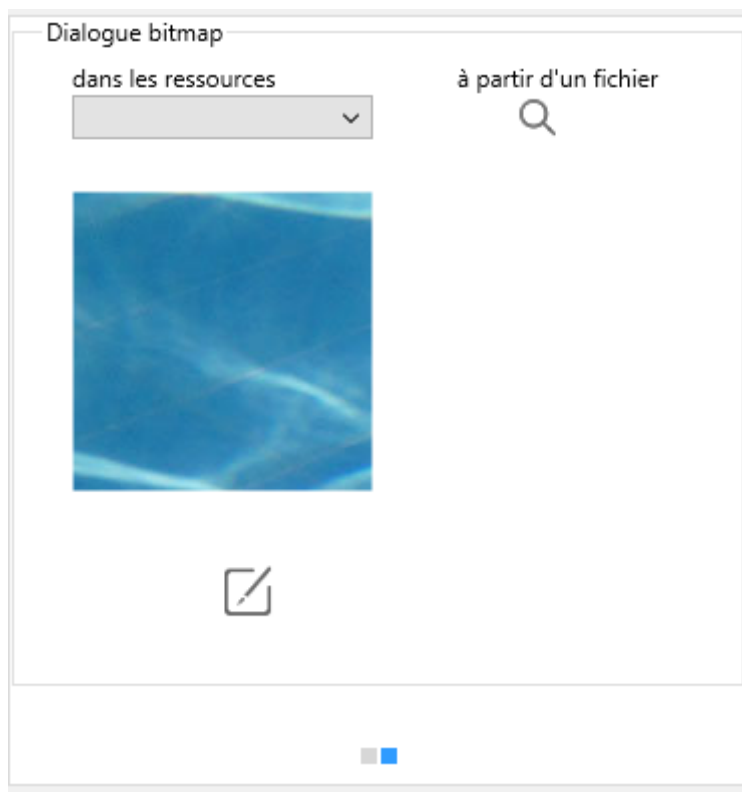 Dialogue bitmap
dans les ressources
à partir d'un fichier